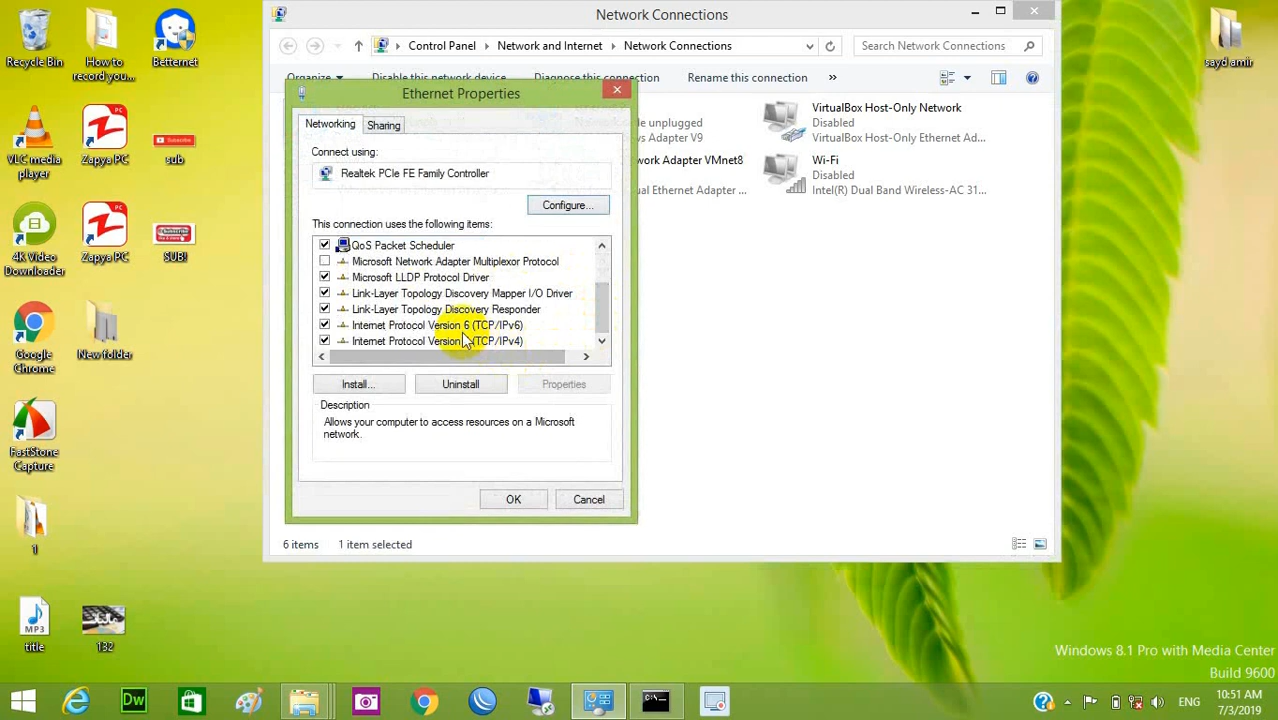 Recycle Bin
How to
record you...
Betternet
VLC media
player
Zapya PC
sub
4K Video
Downloader
Zapya PC
SUB!
Google
Chrome
New folder
FastStone
Capture
1
MP3
title
132
sayd amir
Network Connections
Control Panel
Network and Internet
Network Connections
Search Network Connections
Organize
Disable this network device
Diagnose this connection
Rename this connection
»
Ethernet Properties
Networking
Sharing
Connect using:
Realtek PCIe FE Family Controller
Configure...
This connection uses the following items:
QoS Packet Scheduler
Microsoft Network Adapter Multiplexor Protocol
Microsoft LLDP Protocol Driver
Link-Layer Topology Discovery Mapper I/O Driver
Link-Layer Topology Discovery Responder
Internet Protocol Version 6 (TCP/IPv6)
Internet Protocol Version (TCP/IPv4)
Install...
Uninstall
Properties
Description
Allows your computer to access resources on a Microsoft
network.
OK
Cancel
le unplugged
s Adapter V9
work Adapter VMnet8
ual Ethernet Adapter ...
VirtualBox Host-Only Network
Disabled
VirtualBox Host-Only Ethernet Ad...
Wi-Fi
Disabled
Intel(R) Dual Band Wireless-AC 31...
6 items
1 item selected
Windows 8.1 Pro with Media Center
Build 9600
Dw
ENG
10:51 AM
7/3/2019